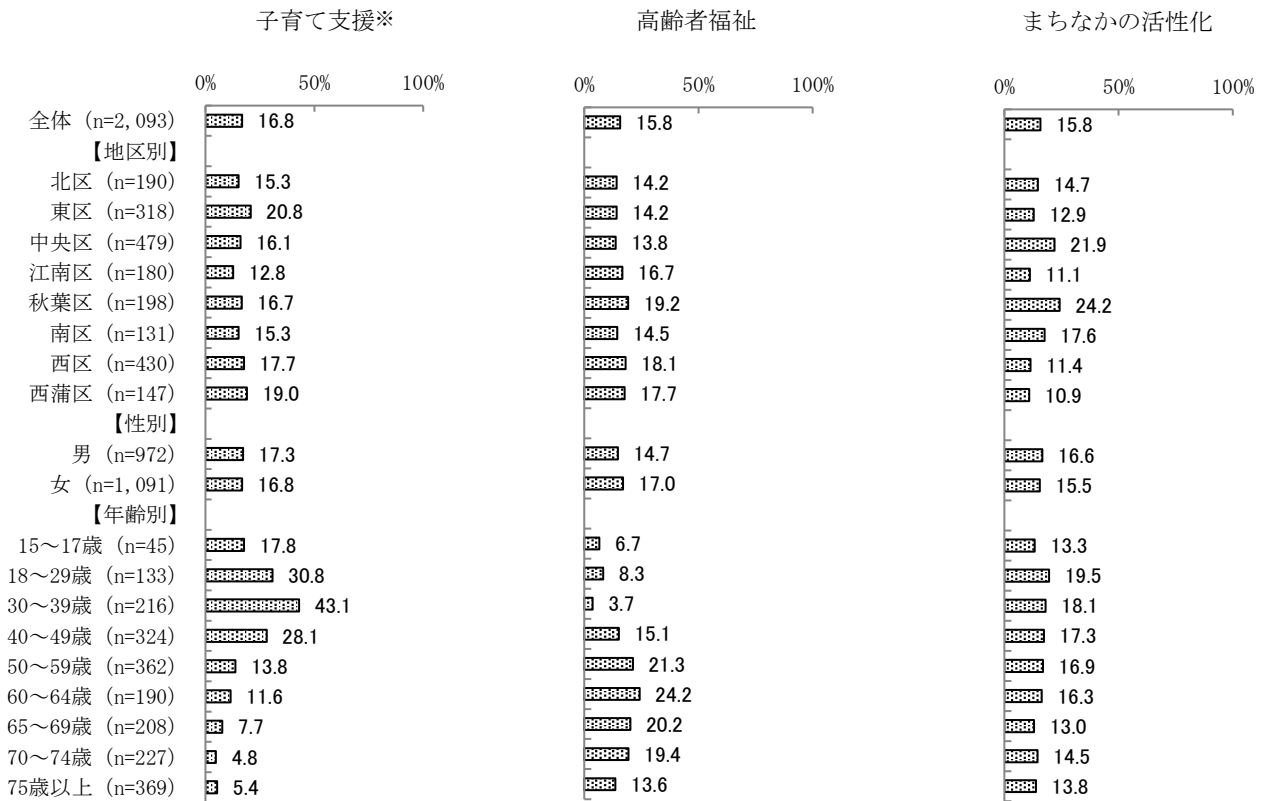 子育て支援※ 高齢者福祉 まちなかの活性化
0% 50% 100% 0% 50% 100% 0% 50% 100%
全体 (n=2,093) 16.8 15.8 15.8
【地区別】
北区 (n=190) 15.3 14.2 14.7
東区 (n=318) 20.8 14.2 12.9
中央区 (n=479) 16.1 13.8 21.9
江南区 (n=180) 12.8 16.7 11.1
秋葉区 (n=198) 16.7 19.2 24.2
南区 (n=131) 15.3 14.5 17.6
西区 (n=430) 17.7 18.1 11.4
西蒲区 (n=147) 19.0 17.7 10.9
【性別】
男 (n=972) 17.3 14.7 16.6
女 (n=1,091) 16.8 17.0 15.5
【年齢別】
15～17歳 (n=45) 17.8 6.7 13.3
18～29歳 (n=133) 30.8 8.3 19.5
30～39歳 (n=216) 43.1 3.7 18.1
40～49歳 (n=324) 28.1 15.1 17.3
50～59歳 (n=362) 13.8 21.3 16.9
60～64歳 (n=190) 11.6 24.2 16.3
65～69歳 (n=208) 7.7 20.2 13.0
70～74歳 (n=227) 4.8 19.4 14.5
75歳以上 (n=369) 5.4 13.6 13.8